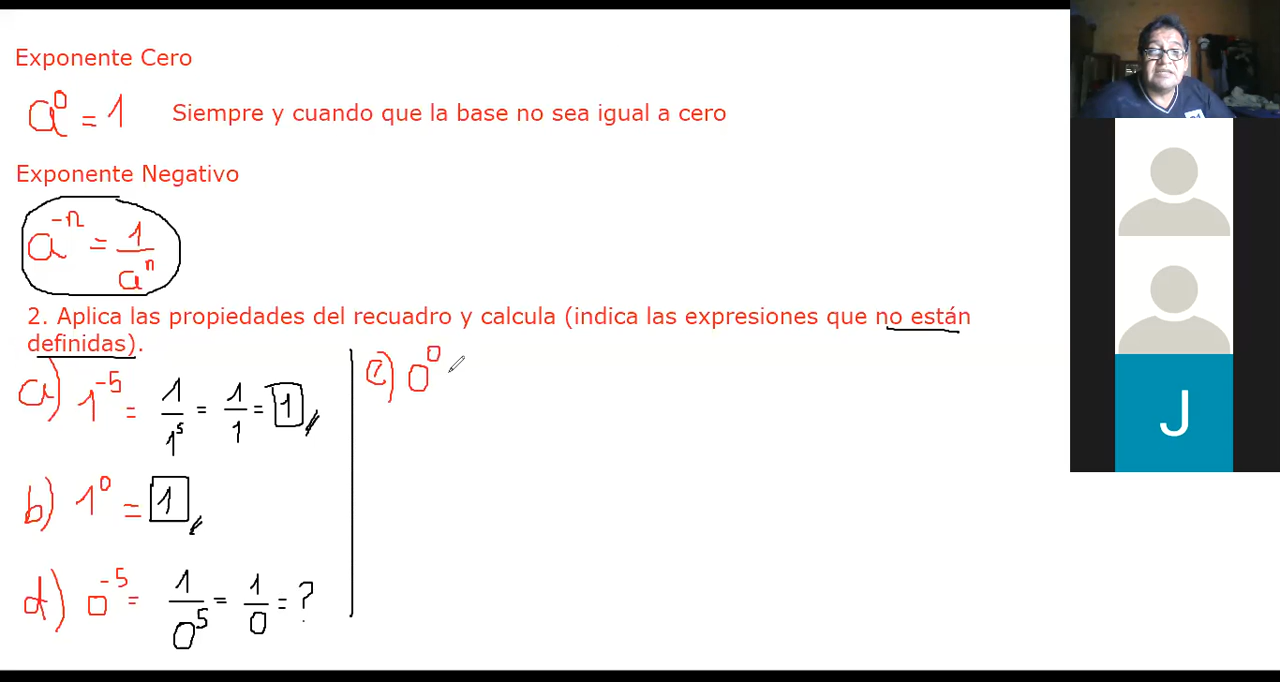 Exponente Cero
a⁰ = 1 Siempre y cuando que la base no sea igual a cero
Exponente Negativo
a⁻ⁿ = 1/aⁿ
2. Aplica las propiedades del recuadro y calcula (indica las expresiones que no están
definidas).
a) 1⁻⁵ = 1/1⁵ = 1/1 = 1
b) 1⁰ = 1
d) 0⁻⁵ = 1/0⁵ = 1/0 = ?
e) 0⁰
J